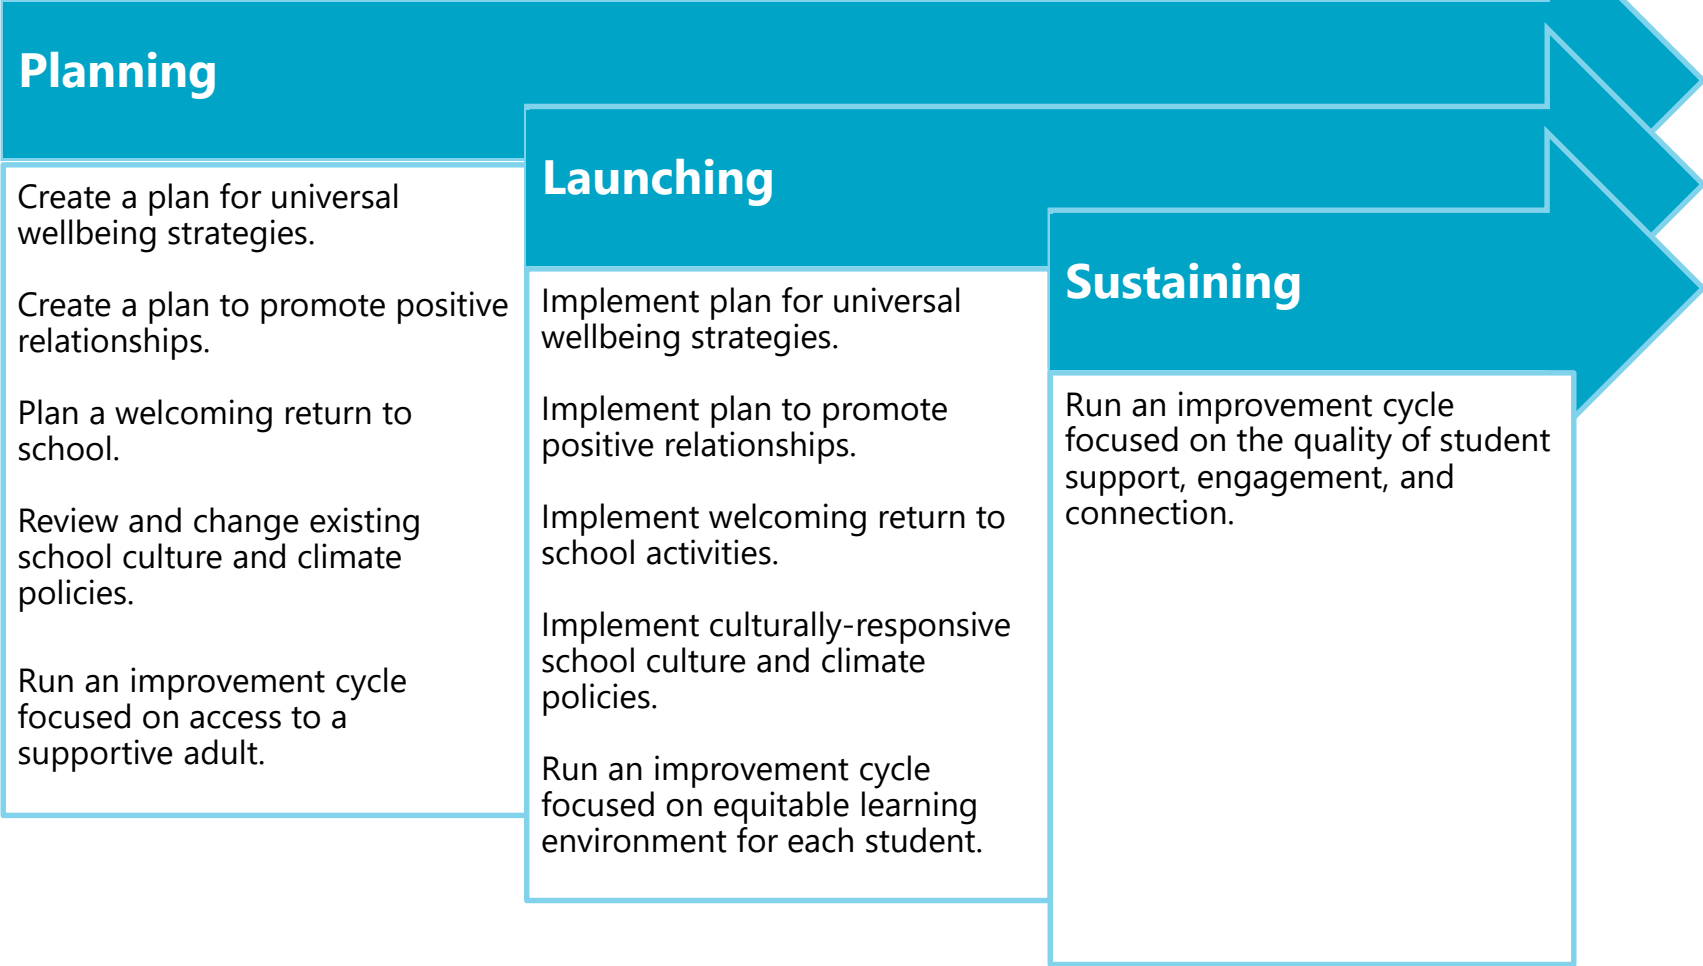 Planning
Create a plan for universal
wellbeing strategies.
Create a plan to promote positive
relationships.
Plan a welcoming return to
school.
Review and change existing
school culture and climate
policies.
Run an improvement cycle
focused on access to a
supportive adult.
Launching
Implement plan for universal
wellbeing strategies.
Implement plan to promote
positive relationships.
Implement welcoming return to
school activities.
Implement culturally-responsive
school culture and climate
policies.
Run an improvement cycle
focused on equitable learning
environment for each student.
Sustaining
Run an improvement cycle
focused on the quality of student
support, engagement, and
connection.